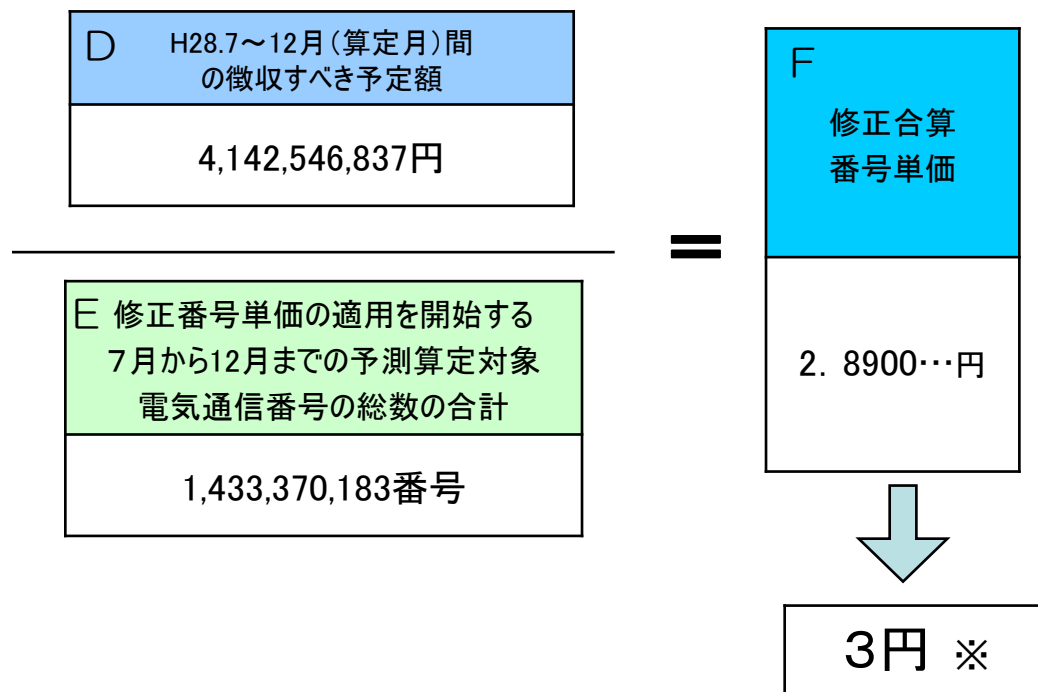 D H28.7～12月(算定月)間
の徴収すべき予定額
4,142,546,837円
E 修正番号単価の適用を開始する
7月から12月までの予測算定対象
電気通信番号の総数の合計
1,433,370,183番号
=
F
修正合算
番号単価
2. 8900…円
3円 ※